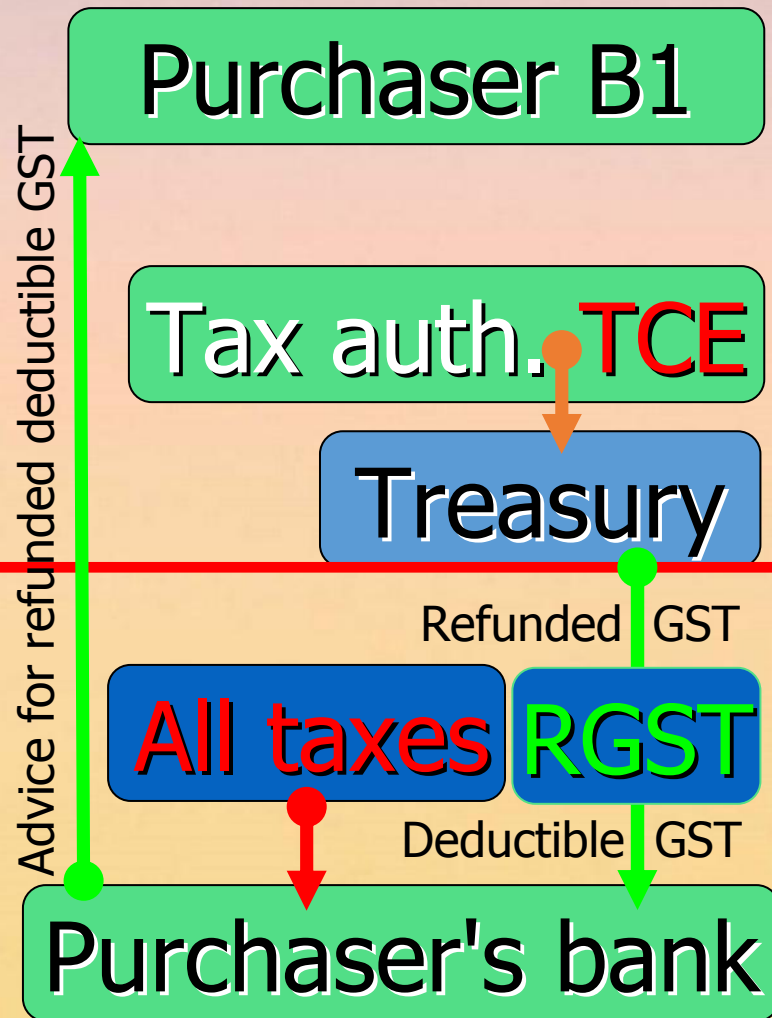 Purchaser B1
Advice for refunded deductible GST
Tax auth. TCE
Treasury
Refunded GST
All taxes
RGST
Deductible GST
Purchaser's bank